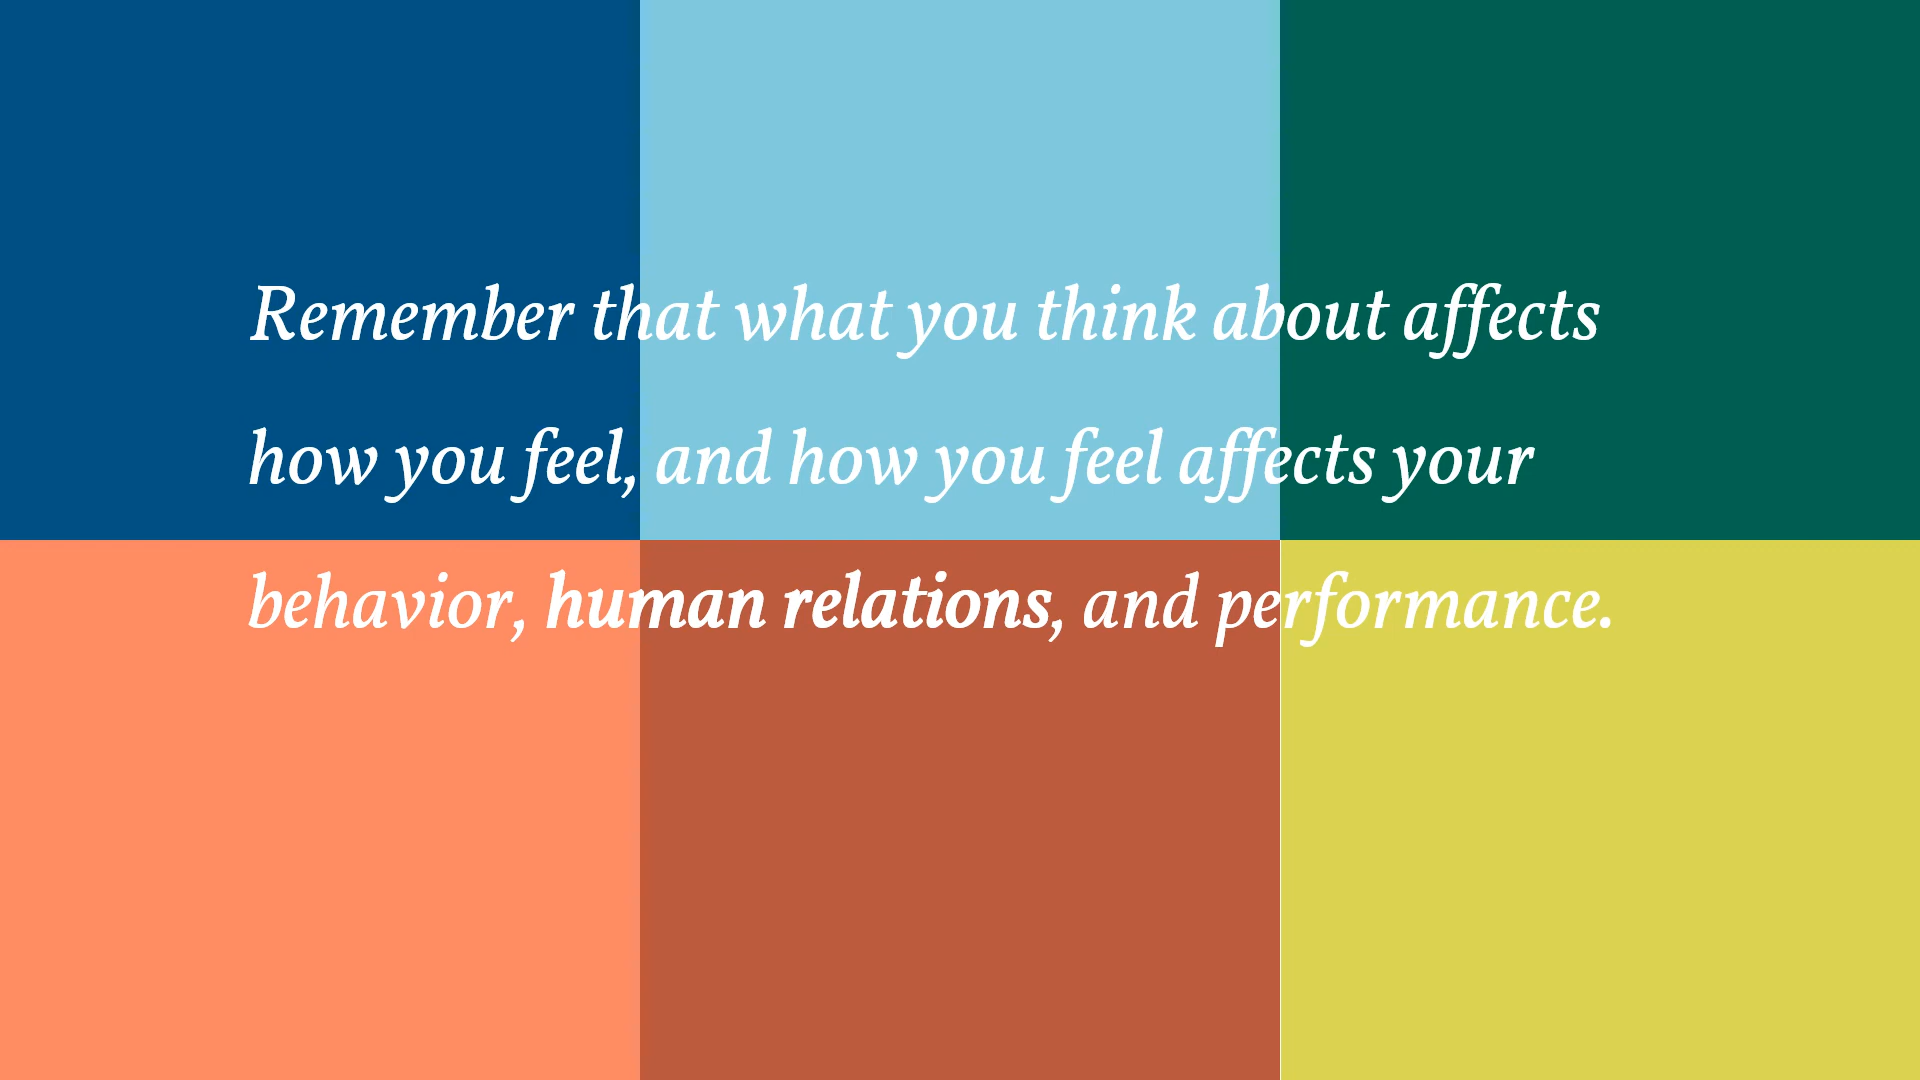 Remember that what you think about affects
how you feel, and how you feel affects your
behavior, human relations, and performance.